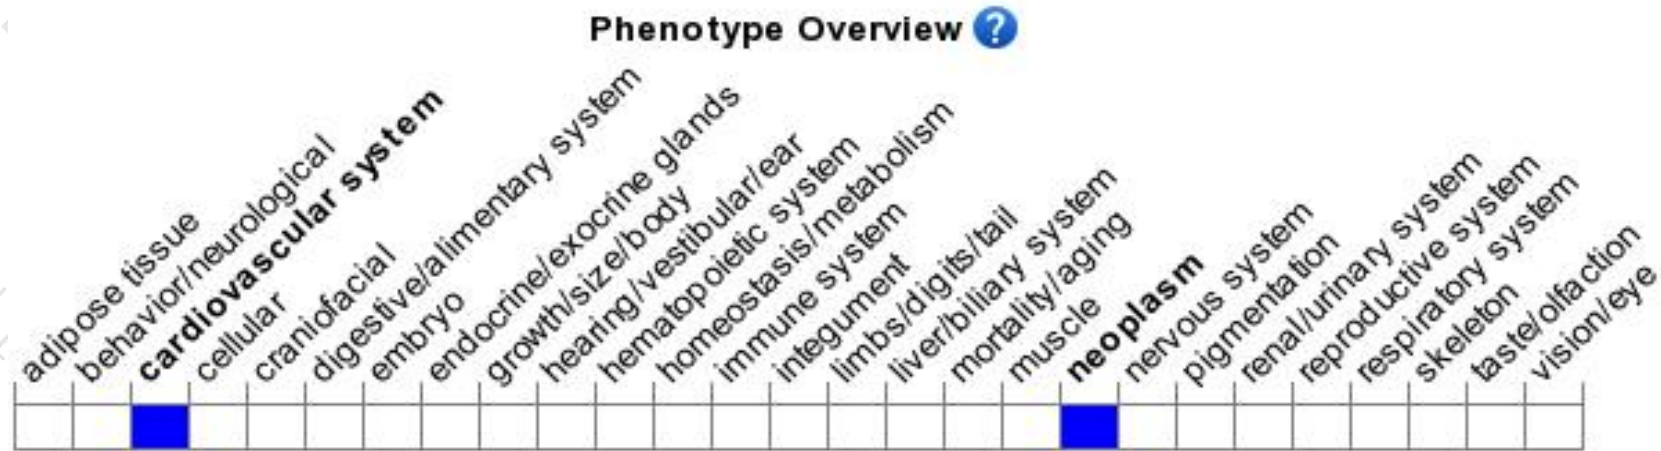 Phenotype Overview ?
adipose tissue
behavior/neurological
cardiovascular system
cellular
craniofacial
digestive/alimentary system
embryo
endocrine/exocrine glands
growth/size/body
hearing/vestibular/ear
hematopoietic system
homeostasis/metabolism
immune system
integument
limbs/digits/tail
liver/biliary system
mortality/aging
muscle
neoplasm
nervous system
pigmentation
renal/urinary system
reproductive system
respiratory system
skeleton
taste/olfaction
vision/eye